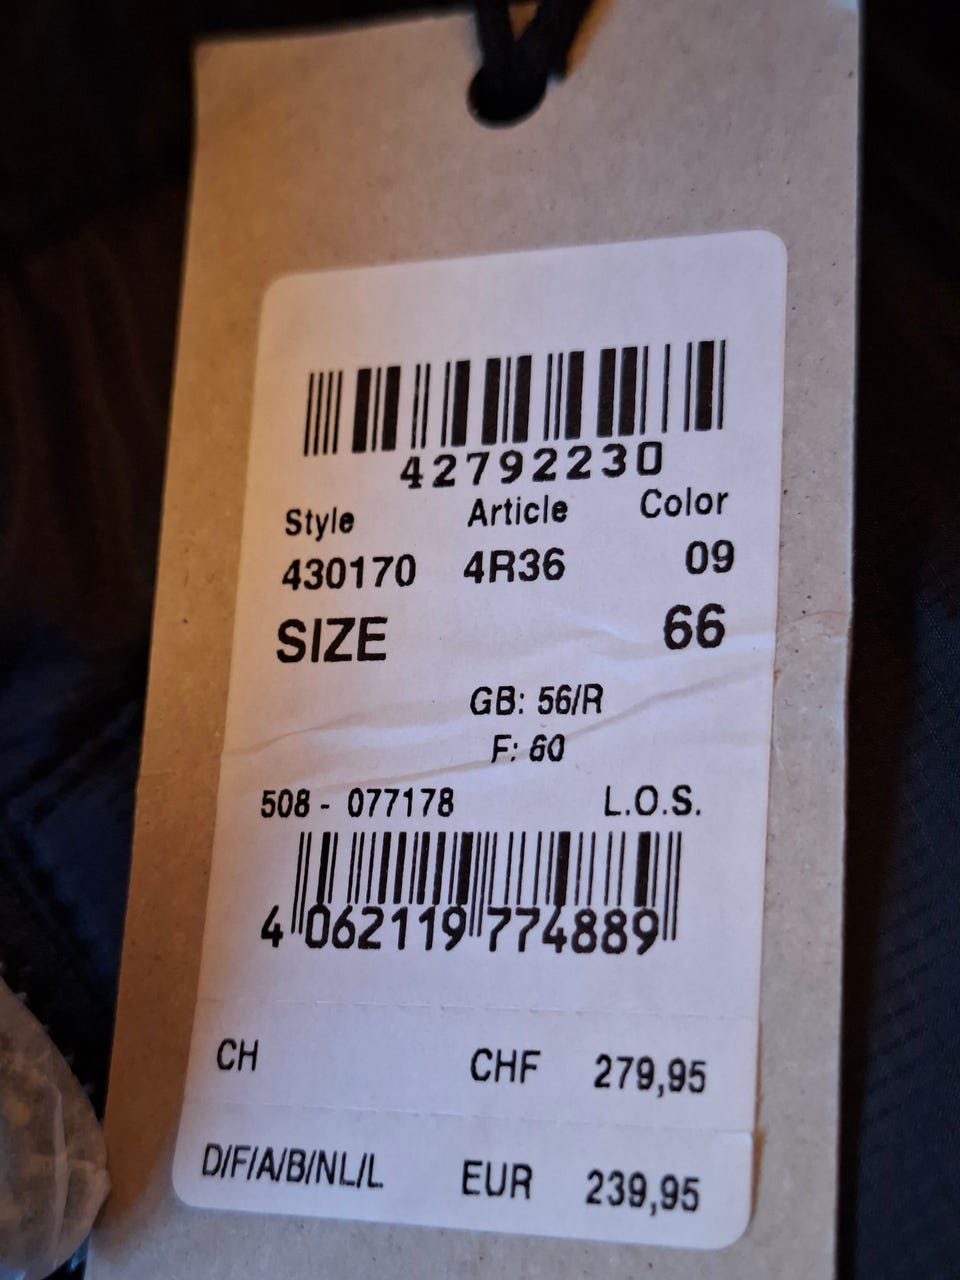 42792230
Style Article Color
430170 4R36 09
SIZE 66
GB: 56/R
F: 60
508 - 077178 L.O.S.
4 062119 774889
CH CHF 279,95
D/F/A/B/NL/L EUR 239,95